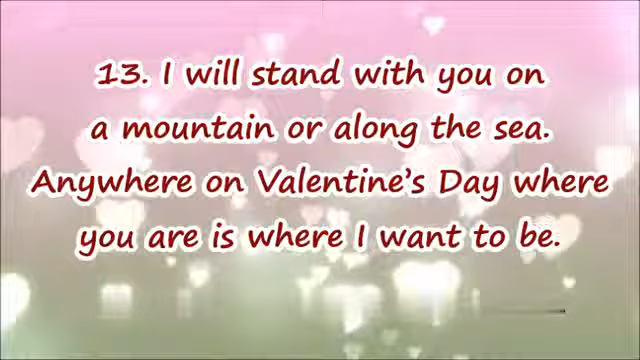 13. I will stand with you on
a mountain or along the sea.
Anywhere on Valentine’s Day where
you are is where I want to be.